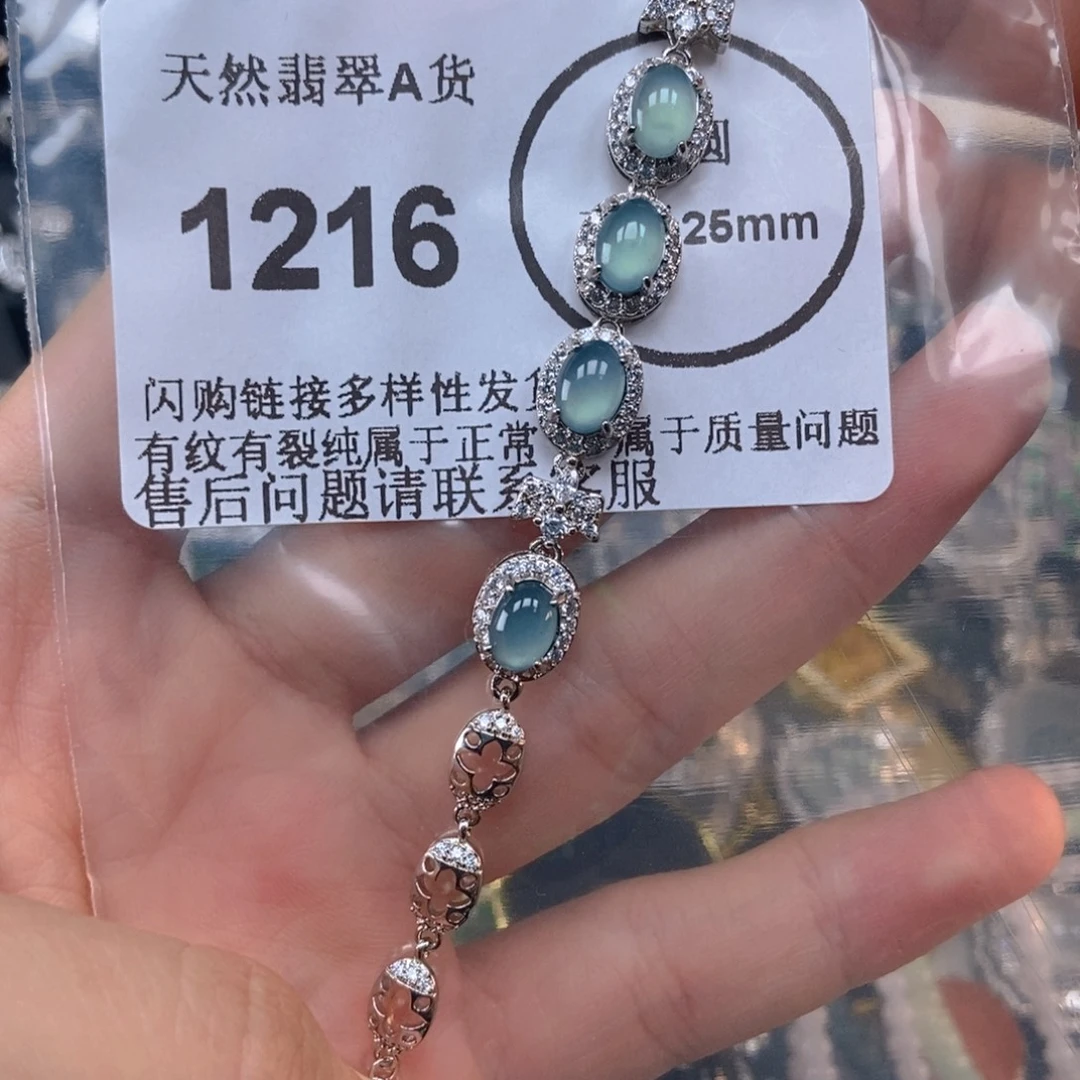 天然翡翠A货
1216
圆
25mm
闪购链接多样性发
有纹有裂纯属于正常 属于质量问题
售后问题请联系客服